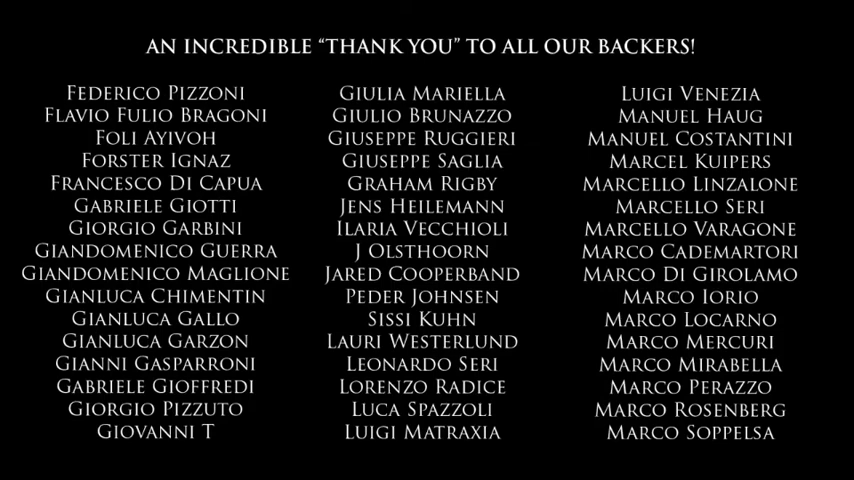 AN INCREDIBLE “THANK YOU” TO ALL OUR BACKERS!
FEDERICO PIZZONI
FLAVIO FULIO BRAGONI
FOLI AYIVOH
FORSTER IGNAZ
FRANCESCO DI CAPUA
GABRIELE GIOTTI
GIORGIO GARBINI
GIANDOMENICO GUERRA
GIANDOMENICO MAGLIONE
GIANLUCA CHIMENTIN
GIANLUCA GALLO
GIANLUCA GARZON
GIANNI GASPARRONI
GABRIELE GIOFFREDI
GIORGIO PIZZUTO
GIOVANNI T
GIULIA MARIELLA
GIULIO BRUNAZZO
GIUSEPPE RUGGIERI
GIUSEPPE SAGLIA
GRAHAM RIGBY
JENS HEILEMANN
ILARIA VECCHIOLI
J OLSTHOORN
JARED COOPERBAND
PEDER JOHNSEN
SISSI KUHN
LAURI WESTERLUND
LEONARDO SERI
LORENZO RADICE
LUCA SPAZZOLI
LUIGI MATRAXIA
LUIGI VENEZIA
MANUEL HAUG
MANUEL COSTANTINI
MARCEL KUIPERS
MARCELLO LINZALONE
MARCELLO SERI
MARCELLO VARAGONE
MARCO CADEMARTORI
MARCO DI GIROLAMO
MARCO IORIO
MARCO LOCARNO
MARCO MERCURI
MARCO MIRABELLA
MARCO PERAZZO
MARCO ROSENBERG
MARCO SOPPELSA